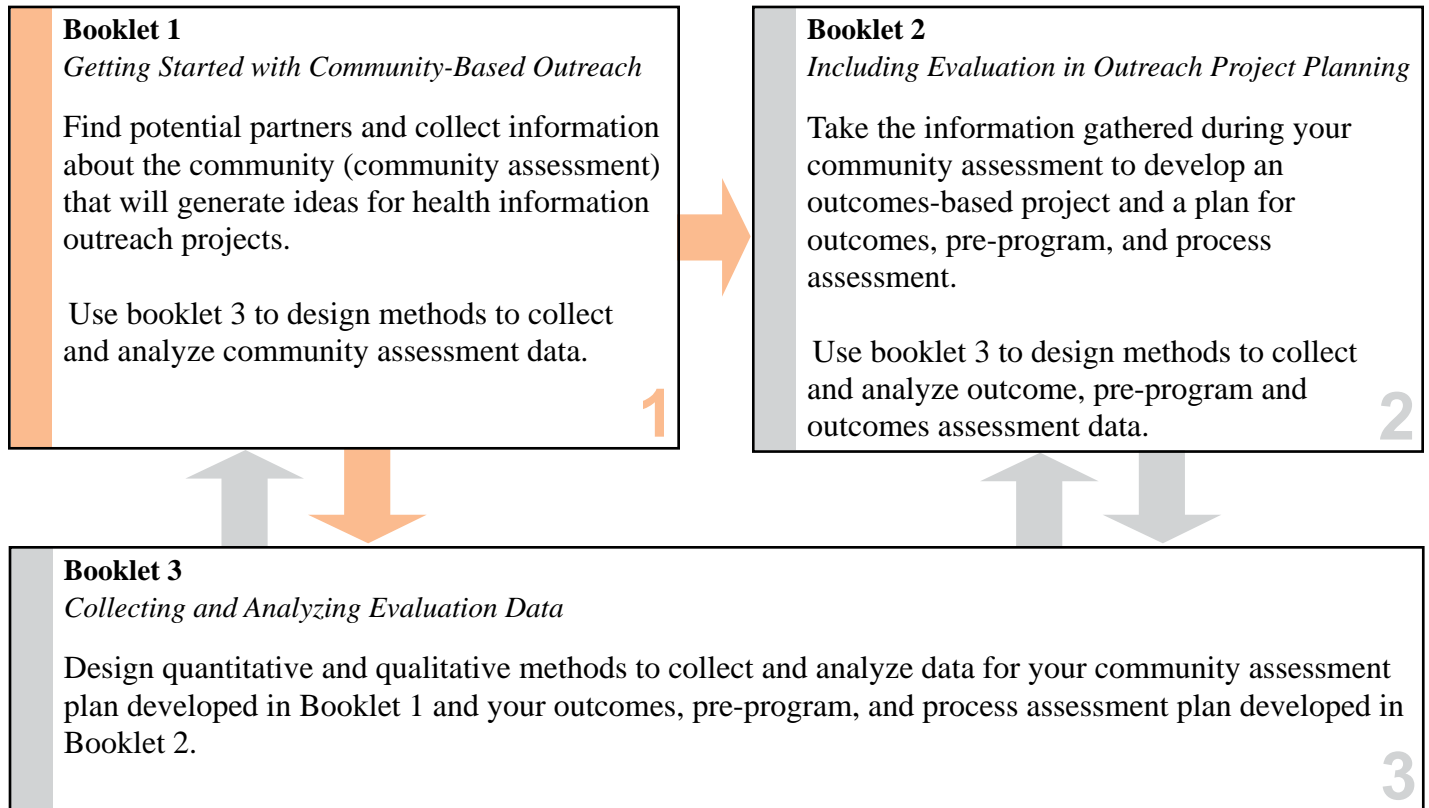 Booklet 1
Getting Started with Community-Based Outreach
Find potential partners and collect information
about the community (community assessment)
that will generate ideas for health information
outreach projects.
Use booklet 3 to design methods to collect
and analyze community assessment data.
1
Booklet 2
Including Evaluation in Outreach Project Planning
Take the information gathered during your
community assessment to develop an
outcomes-based project and a plan for
outcomes, pre-program, and process
assessment.
Use booklet 3 to design methods to collect
and analyze outcome, pre-program and
outcomes assessment data.
2
Booklet 3
Collecting and Analyzing Evaluation Data
Design quantitative and qualitative methods to collect and analyze data for your community assessment
plan developed in Booklet 1 and your outcomes, pre-program, and process assessment plan developed in
Booklet 2.
3